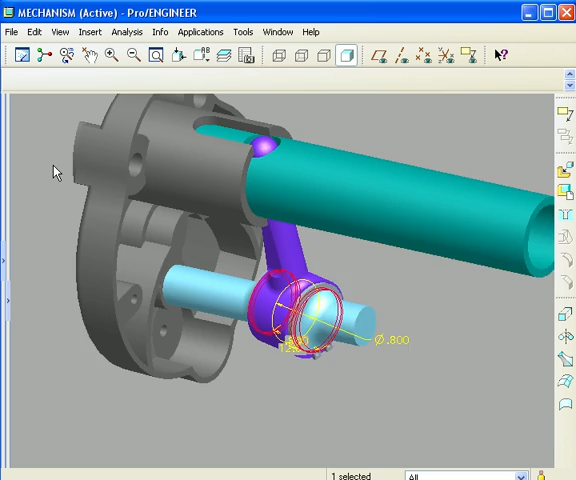 MECHANISM (Active) - Pro/ENGINEER
File Edit View Insert Analysis Info Applications Tools Window Help
Ø.800
1 selected All